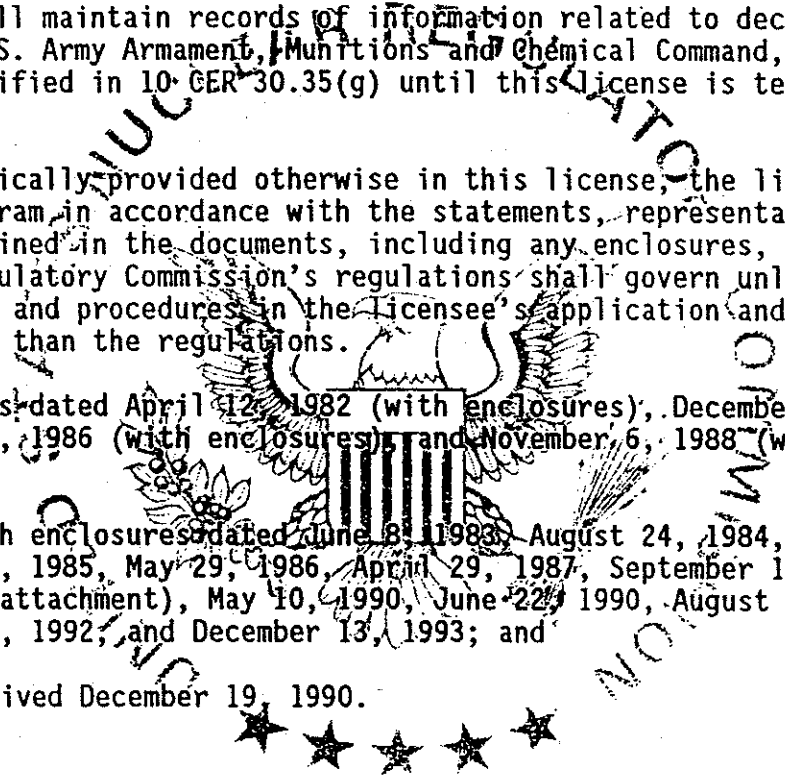 ll maintain records of information related to dec
S. Army Armament, Munitions and Chemical Command,
ified in 10 CFR 30.35(g) until this license is te
ically provided otherwise in this license, the li
ram in accordance with the statements, representa
ined in the documents, including any enclosures,
ulatory Commission's regulations shall govern unl
and procedures in the licensee's application and
than the regulations.
s dated April 12, 1982 (with enclosures), Decembe
, 1986 (with enclosures), and November 6, 1988 (w
h enclosures dated June 8, 1983, August 24, 1984,
, 1985, May 29, 1986, April 29, 1987, September 1
attachment), May 10, 1990, June 22, 1990, August
, 1992, and December 13, 1993; and
ived December 19, 1990.